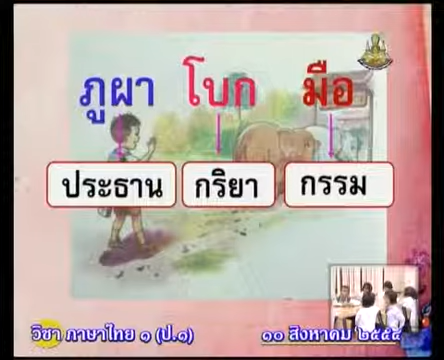 ภูผา โบก มือ
ประธาน กริยา กรรม
วิชา ภาษาไทย ๑ (ป.๑) ๑๐ สิงหาคม ๒๕๕๔